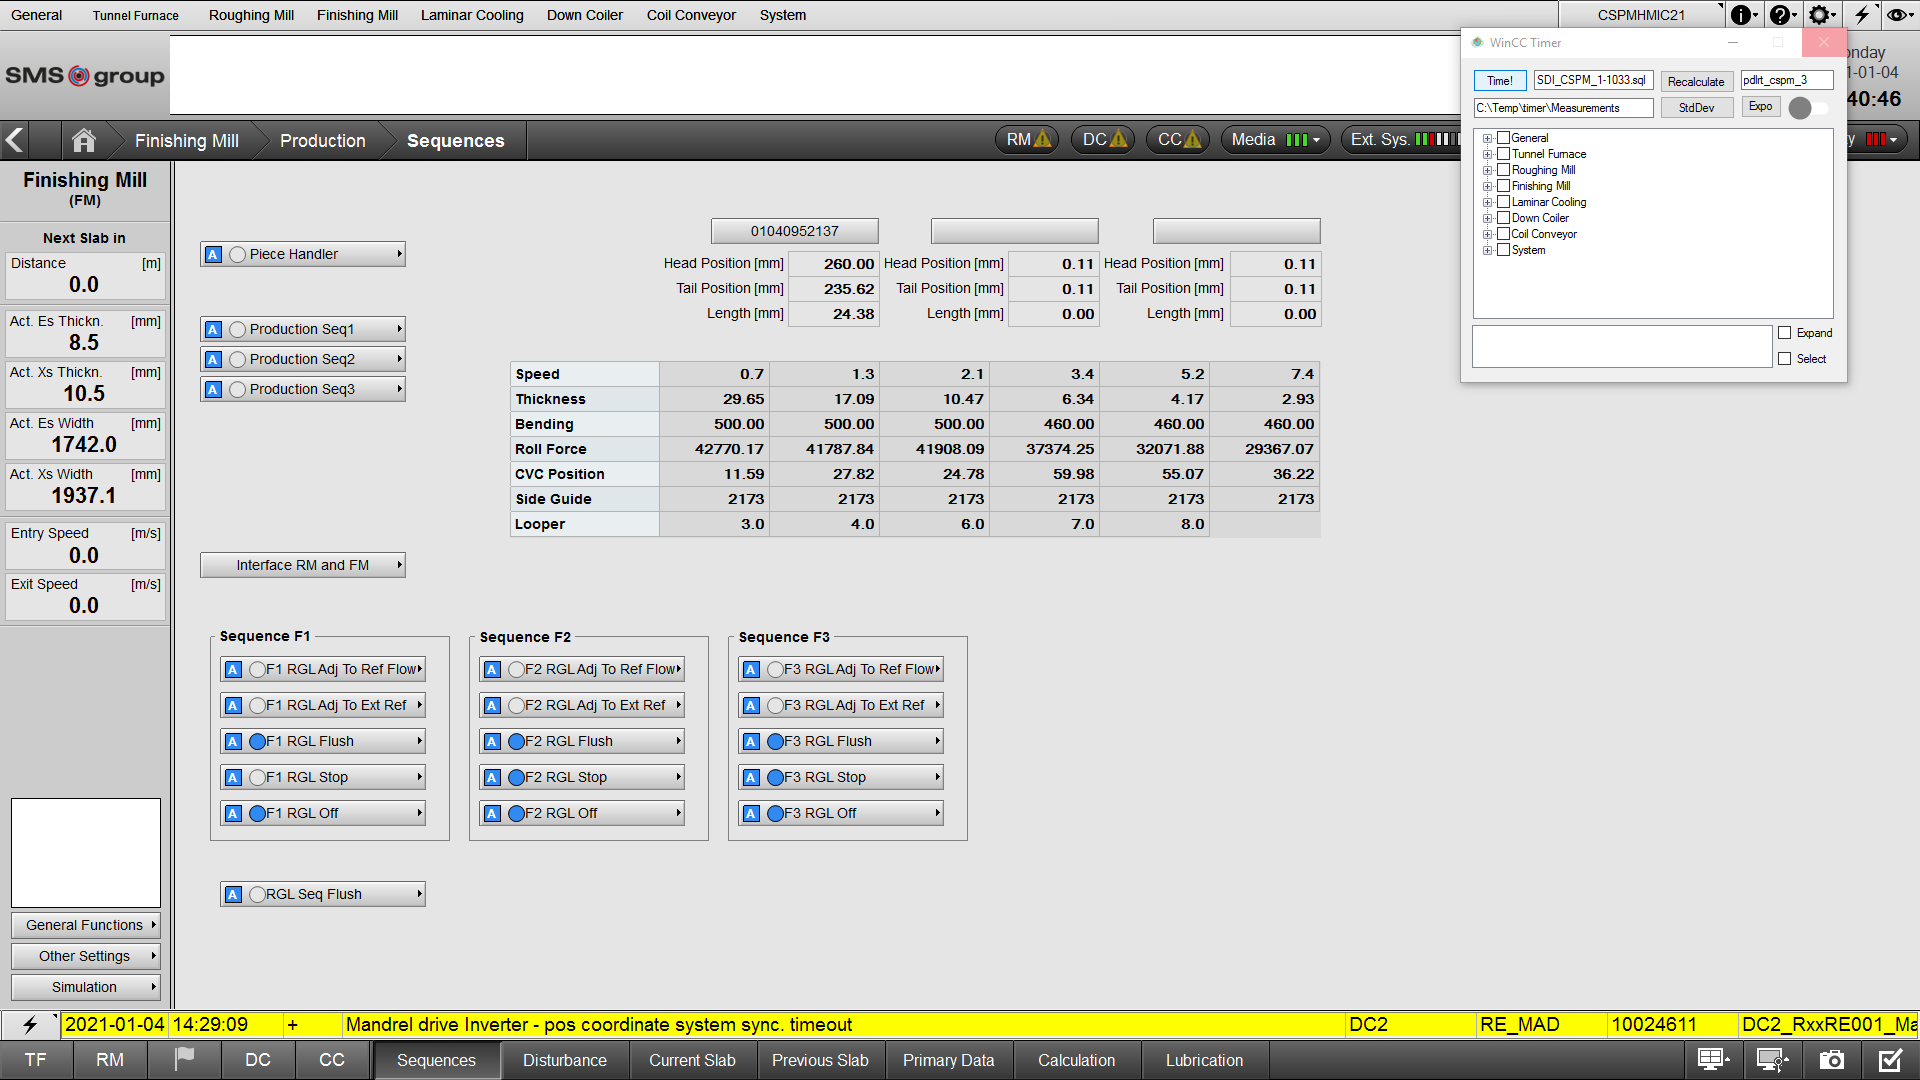 General Tunnel Furnace Roughing Mill Finishing Mill Laminar Cooling Down Coiler Coil Conveyor System CSPMHMIC21
SMS group
onday
1-01-04
40:46
WinCC Timer
Time! SDI_CSPM_1-1033.sql Recalculate pdlrt_cspm_3
C:\Temp\timer\Measurements StdDev Expo
General
Tunnel Furnace
Roughing Mill
Finishing Mill
Laminar Cooling
Down Coiler
Coil Conveyor
System
Expand
Select
Finishing Mill Production Sequences RM DC CC Media Ext. Sys. y
Finishing Mill
(FM)
Next Slab in
Distance [m]
0.0
Act. Es Thickn. [mm]
8.5
Act. Xs Thickn. [mm]
10.5
Act. Es Width [mm]
1742.0
Act. Xs Width [mm]
1937.1
Entry Speed [m/s]
0.0
Exit Speed [m/s]
0.0
General Functions
Other Settings
Simulation
A Piece Handler
A Production Seq1
A Production Seq2
A Production Seq3
Interface RM and FM
01040952137
Head Position [mm] 260.00 Head Position [mm] 0.11 Head Position [mm] 0.11
Tail Position [mm] 235.62 Tail Position [mm] 0.11 Tail Position [mm] 0.11
Length [mm] 24.38 Length [mm] 0.00 Length [mm] 0.00
Speed 0.7 1.3 2.1 3.4 5.2 7.4
Thickness 29.65 17.09 10.47 6.34 4.17 2.93
Bending 500.00 500.00 500.00 460.00 460.00 460.00
Roll Force 42770.17 41787.84 41908.09 37374.25 32071.88 29367.07
CVC Position 11.59 27.82 24.78 59.98 55.07 36.22
Side Guide 2173 2173 2173 2173 2173 2173
Looper 3.0 4.0 6.0 7.0 8.0
Sequence F1
A F1 RGL Adj To Ref Flow
A F1 RGL Adj To Ext Ref
A F1 RGL Flush
A F1 RGL Stop
A F1 RGL Off
Sequence F2
A F2 RGL Adj To Ref Flow
A F2 RGL Adj To Ext Ref
A F2 RGL Flush
A F2 RGL Stop
A F2 RGL Off
Sequence F3
A F3 RGL Adj To Ref Flow
A F3 RGL Adj To Ext Ref
A F3 RGL Flush
A F3 RGL Stop
A F3 RGL Off
A RGL Seq Flush
2021-01-04 14:29:09 + Mandrel drive Inverter - pos coordinate system sync. timeout DC2 RE_MAD 10024611 DC2_RxxRE001_Ma
TF RM DC CC Sequences Disturbance Current Slab Previous Slab Primary Data Calculation Lubrication